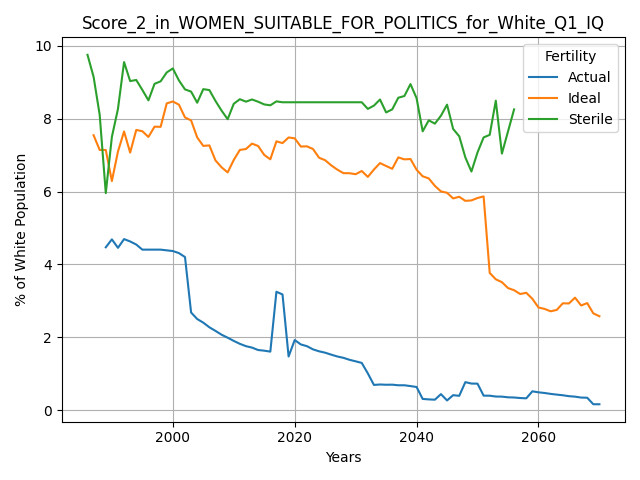 Score_2_in_WOMEN_SUITABLE_FOR_POLITICS_for_White_Q1_IQ
Fertility
Actual
Ideal
Sterile
% of White Population
10
8
6
4
2
0
2000 2020 2040 2060
Years